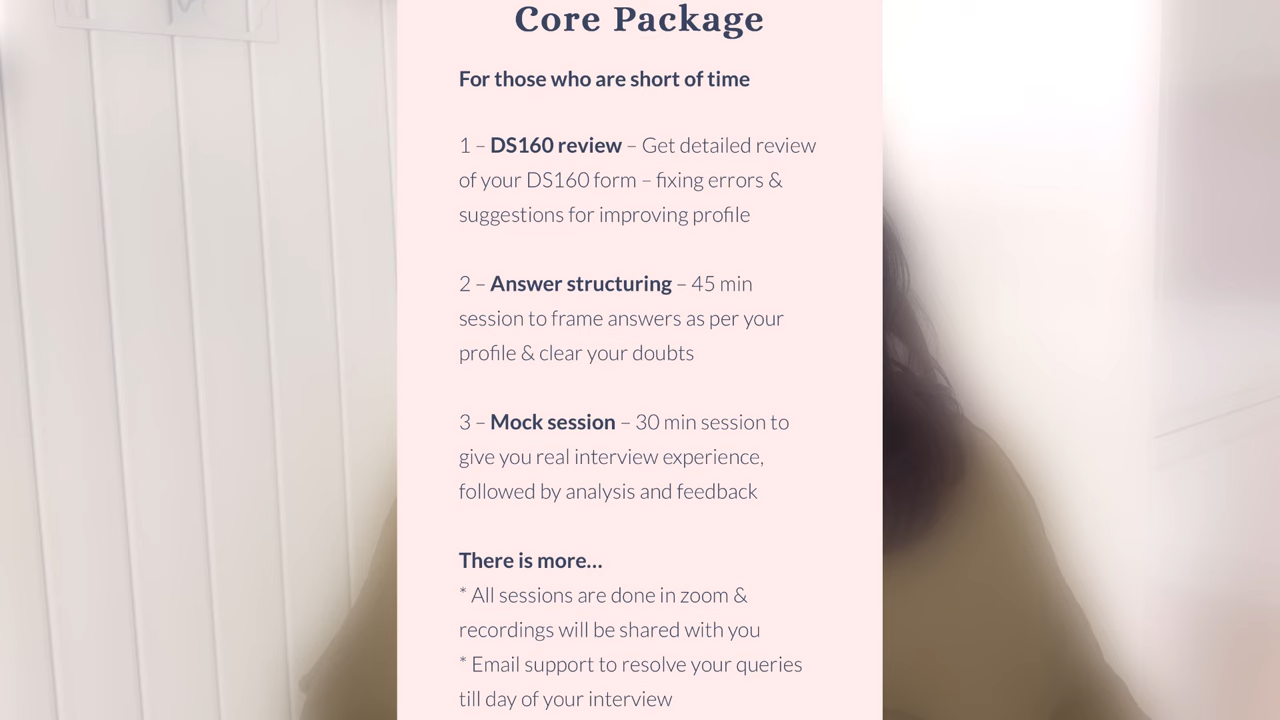 Core Package
For those who are short of time
1 – DS160 review – Get detailed review
of your DS160 form – fixing errors &
suggestions for improving profile
2 – Answer structuring – 45 min
session to frame answers as per your
profile & clear your doubts
3 – Mock session – 30 min session to
give you real interview experience,
followed by analysis and feedback
There is more...
* All sessions are done in zoom &
recordings will be shared with you
* Email support to resolve your queries
till day of your interview